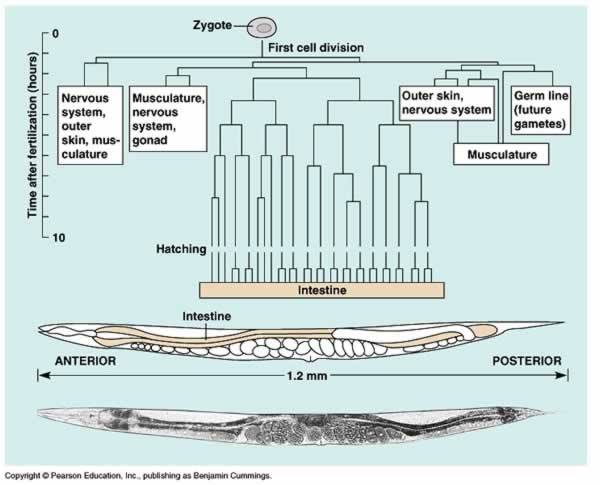 Zygote
0
First cell division
Time after fertilization (hours)
Nervous
system,
outer
skin, mus-
culature
Musculature,
nervous
system,
gonad
Outer skin,
nervous system
Germ line
(future
gametes)
Musculature
10
Hatching
Intestine
Intestine
ANTERIOR
POSTERIOR
1.2 mm
Copyright © Pearson Education, Inc., publishing as Benjamin Cummings.